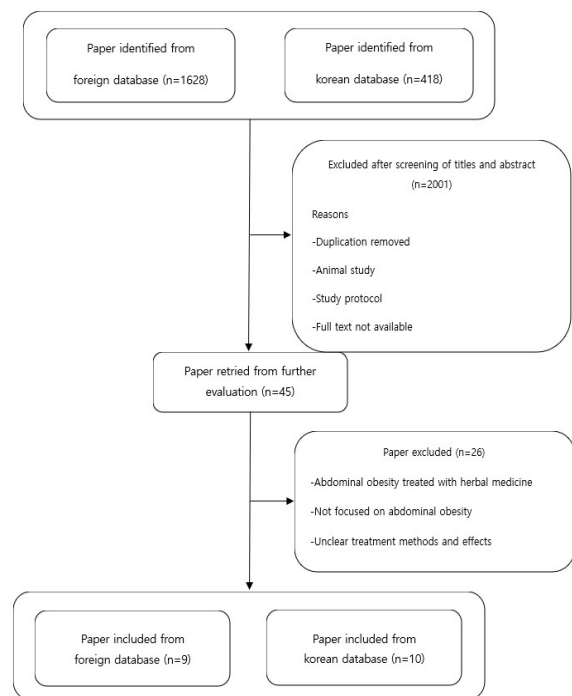 Paper identified from
foreign database (n=1628)
Paper identified from
korean database (n=418)
Excluded after screening of titles and abstract
(n=2001)
Reasons
-Duplication removed
-Animal study
-Study protocol
-Full text not available
Paper retried from further
evaluation (n=45)
Paper excluded (n=26)
-Abdominal obesity treated with herbal medicine
-Not focused on abdominal obesity
-Unclear treatment methods and effects
Paper included from
foreign database (n=9)
Paper included from
korean database (n=10)